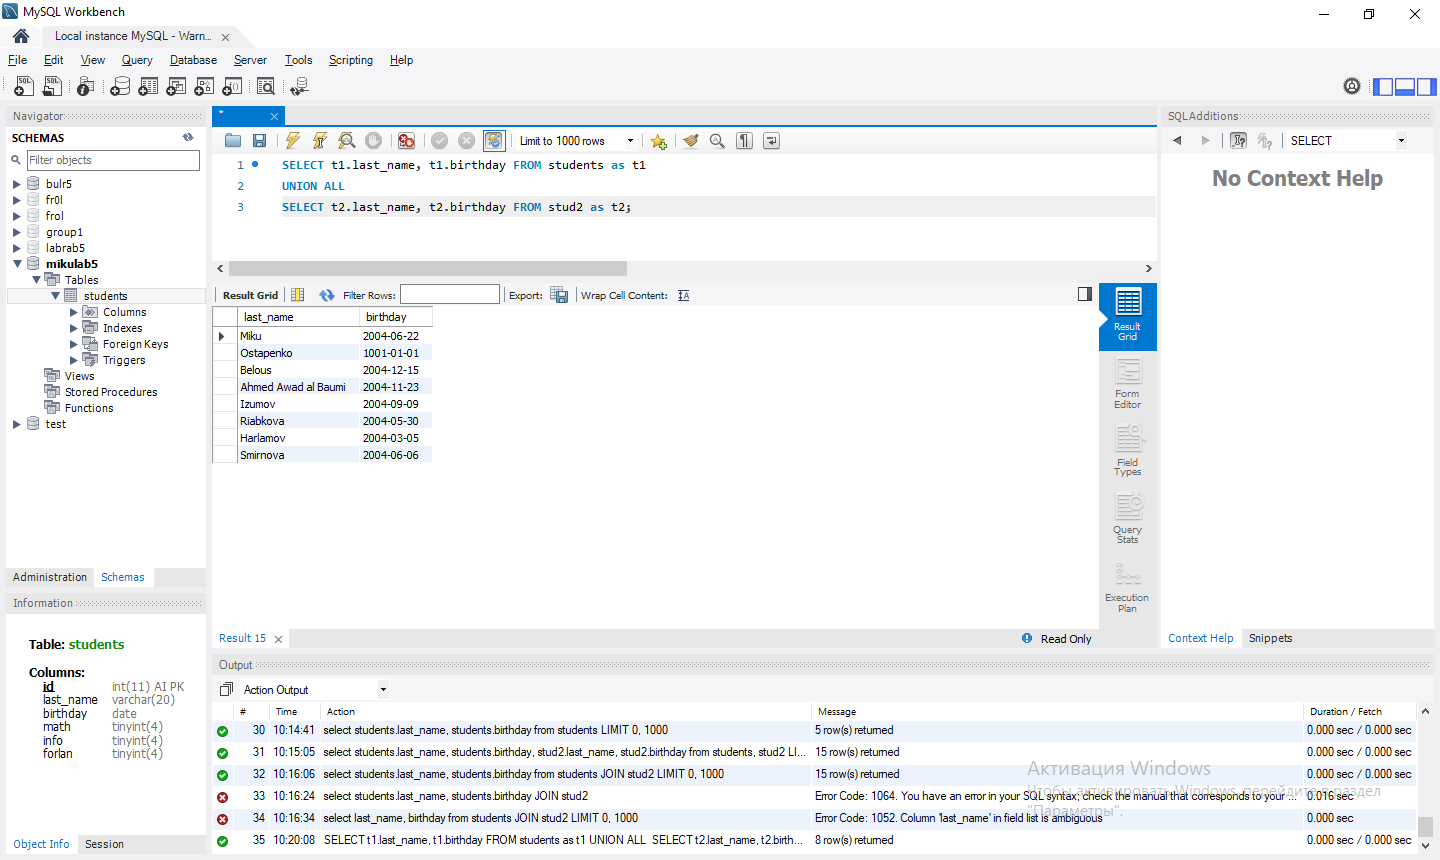 MySQL Workbench
Local instance MySQL - Warn...
File Edit View Query Database Server Tools Scripting Help
Navigator
SCHEMAS
Filter objects
bulr5
fr0l
frol
group1
labrab5
mikulab5
Tables
students
Columns
Indexes
Foreign Keys
Triggers
Views
Stored Procedures
Functions
test
Administration Schemas
Information
Table: students
Columns:
id int(11) AI PK
last_name varchar(20)
birthday date
math tinyint(4)
info tinyint(4)
forlan tinyint(4)
Object Info Session
*
Limit to 1000 rows
1 SELECT t1.last_name, t1.birthday FROM students as t1
2 UNION ALL
3 SELECT t2.last_name, t2.birthday FROM stud2 as t2;
Result Grid Filter Rows: Export: Wrap Cell Content:
last_name birthday
Miku 2004-06-22
Ostapenko 1001-01-01
Belous 2004-12-15
Ahmed Awad al Baumi 2004-11-23
Izumov 2004-09-09
Riabkova 2004-05-30
Harlamov 2004-03-05
Smirnova 2004-06-06
Result
Grid
Form
Editor
Field
Types
Query
Stats
Execution
Plan
Result 15 Read Only
SQLAdditions
SELECT
No Context Help
Context Help Snippets
Output
Action Output
# Time Action Message Duration / Fetch
30 10:14:41 select students.last_name, students.birthday from students LIMIT 0, 1000 5 row(s) returned 0.000 sec / 0.000 sec
31 10:15:05 select students.last_name, students.birthday, stud2.last_name, stud2.birthday from students, stud2 LI... 15 row(s) returned 0.000 sec / 0.000 sec
32 10:16:06 select students.last_name, students.birthday from students JOIN stud2 LIMIT 0, 1000 15 row(s) returned 0.000 sec / 0.000 sec
33 10:16:24 select students.last_name, students.birthday JOIN stud2 Error Code: 1064. You have an error in your SQL syntax; check the manual that corresponds to your ... 0.016 sec
34 10:16:34 select last_name, birthday from students JOIN stud2 LIMIT 0, 1000 Error Code: 1052. Column 'last_name' in field list is ambiguous 0.000 sec
35 10:20:08 SELECT t1.last_name, t1.birthday FROM students as t1 UNION ALL SELECT t2.last_name, t2.birth... 8 row(s) returned 0.000 sec / 0.000 sec
Активация Windows
Чтобы активировать Windows, перейдите в раздел
"Параметры".